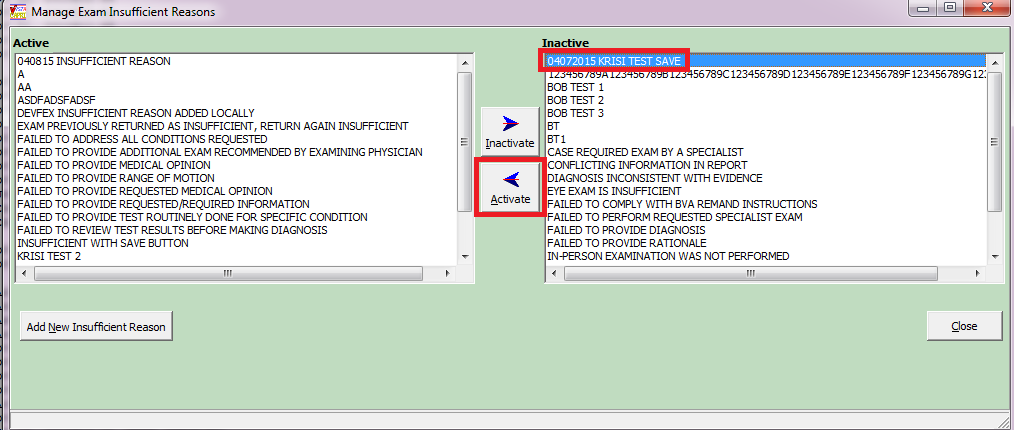 Manage Exam Insufficient Reasons
Active
040815 INSUFFICIENT REASON
A
AA
ASDFADSFADSF
DEVFEX INSUFFICIENT REASON ADDED LOCALLY
EXAM PREVIOUSLY RETURNED AS INSUFFICIENT, RETURN AGAIN INSUFFICIENT
FAILED TO ADDRESS ALL CONDITIONS REQUESTED
FAILED TO PROVIDE ADDITIONAL EXAM RECOMMENDED BY EXAMINING PHYSICIAN
FAILED TO PROVIDE MEDICAL OPINION
FAILED TO PROVIDE RANGE OF MOTION
FAILED TO PROVIDE REQUESTED MEDICAL OPINION
FAILED TO PROVIDE REQUESTED/REQUIRED INFORMATION
FAILED TO PROVIDE TEST ROUTINELY DONE FOR SPECIFIC CONDITION
FAILED TO REVIEW TEST RESULTS BEFORE MAKING DIAGNOSIS
INSUFFICIENT WITH SAVE BUTTON
KRISI TEST 2
Inactivate
Activate
Inactive
04072015 KRISI TEST SAVE
123456789A123456789B123456789C123456789D123456789E123456789F123456789G123
BOB TEST 1
BOB TEST 2
BOB TEST 3
BT
BT1
CASE REQUIRED EXAM BY A SPECIALIST
CONFLICTING INFORMATION IN REPORT
DIAGNOSIS INCONSISTENT WITH EVIDENCE
EYE EXAM IS INSUFFICIENT
FAILED TO COMPLY WITH BVA REMAND INSTRUCTIONS
FAILED TO PERFORM REQUESTED SPECIALIST EXAM
FAILED TO PROVIDE DIAGNOSIS
FAILED TO PROVIDE RATIONALE
IN-PERSON EXAMINATION WAS NOT PERFORMED
Add New Insufficient Reason
Close